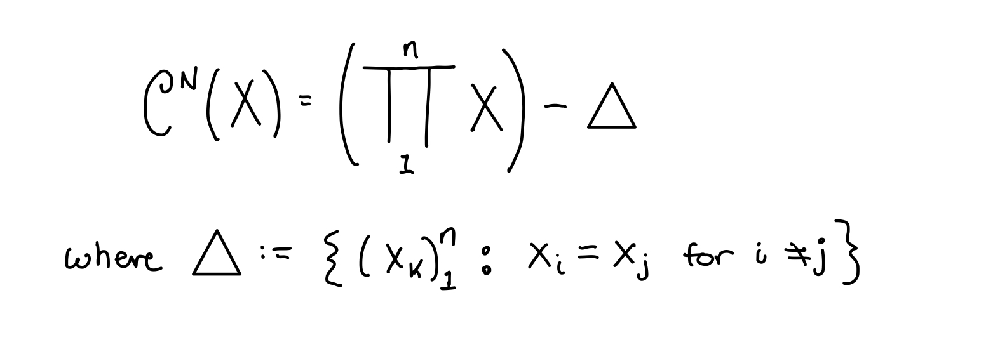 C^N(X) = (∏_1^n X) − Δ
where Δ := {(x_k)_1^n : x_i = x_j for i ≠ j}